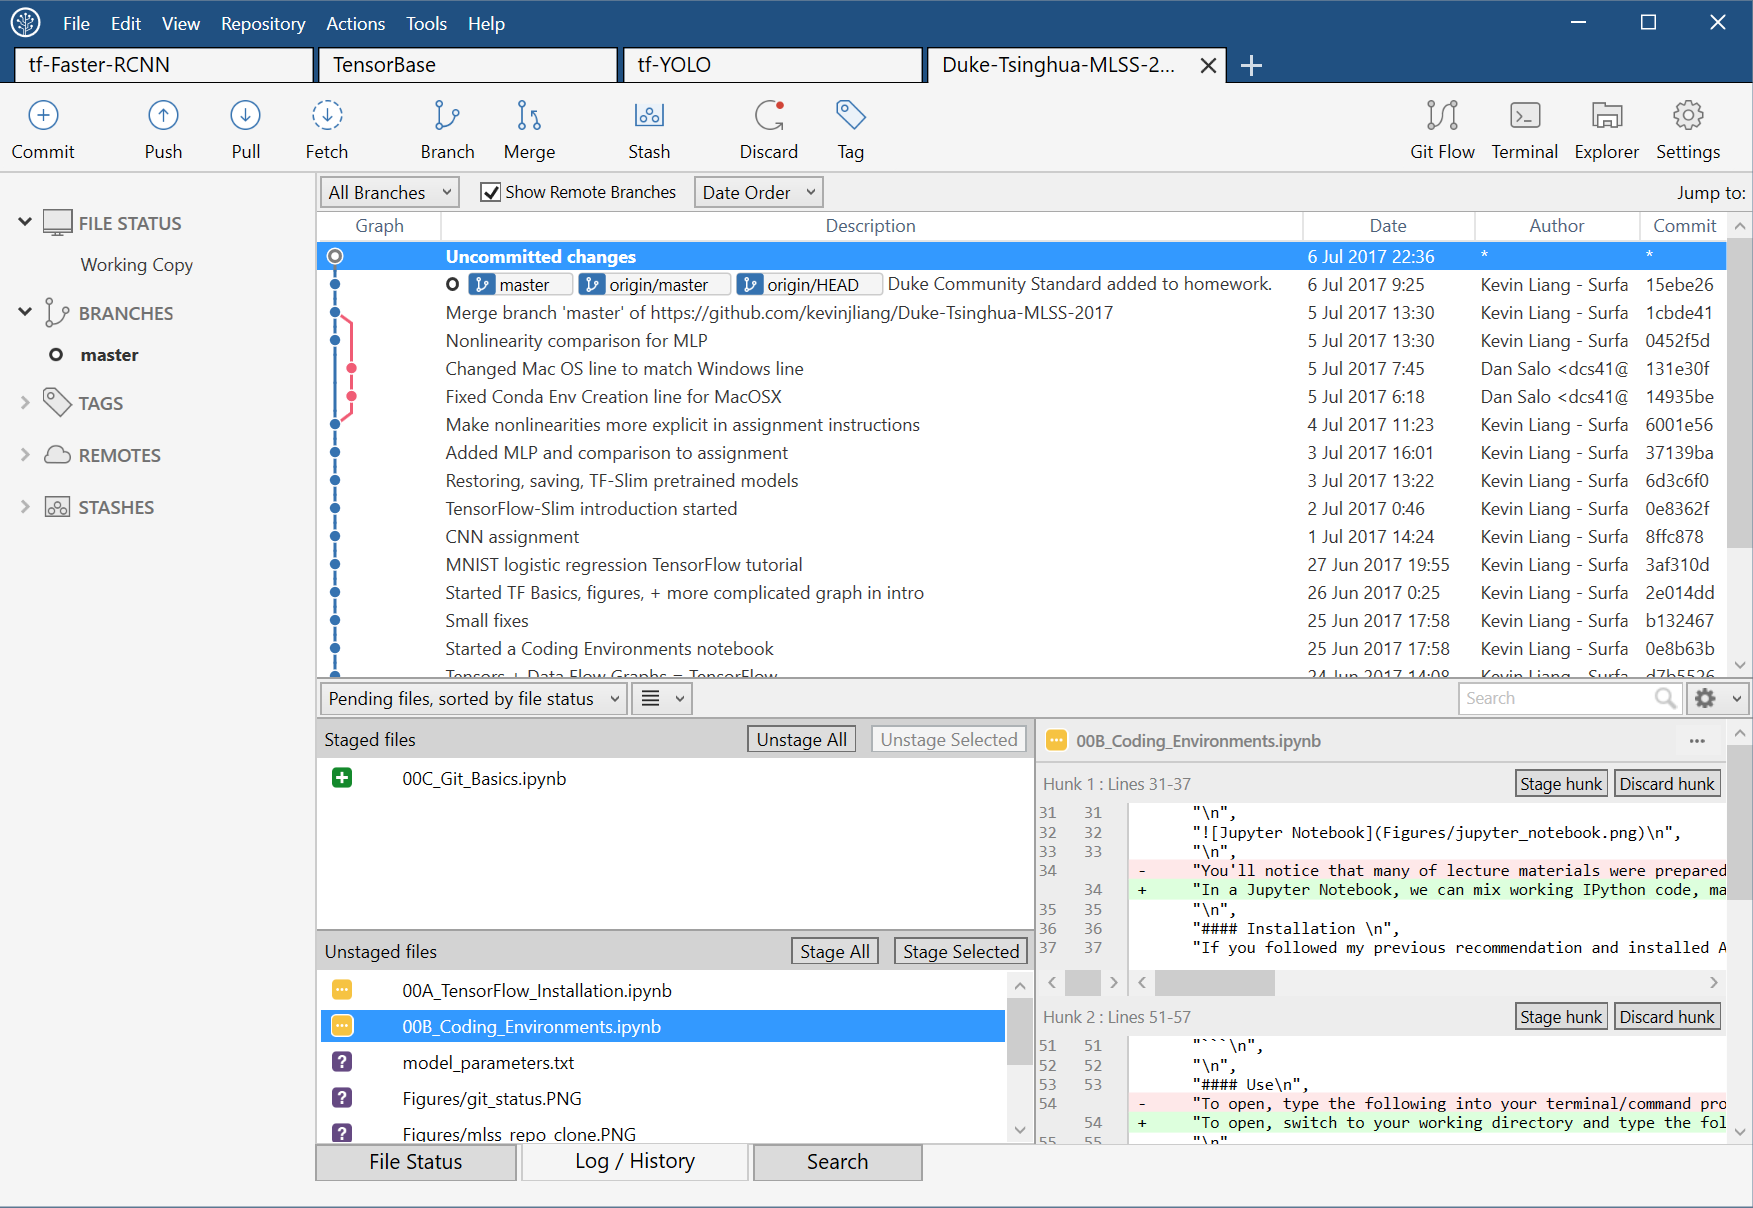 File Edit View Repository Actions Tools Help
tf-Faster-RCNN TensorBase tf-YOLO Duke-Tsinghua-MLSS-2...
Commit Push Pull Fetch Branch Merge Stash Discard Tag Git Flow Terminal Explorer Settings
All Branches Show Remote Branches Date Order Jump to:
FILE STATUS
Working Copy
BRANCHES
master
TAGS
REMOTES
STASHES
Graph Description Date Author Commit
Uncommitted changes 6 Jul 2017 22:36 * *
master origin/master origin/HEAD Duke Community Standard added to homework. 6 Jul 2017 9:25 Kevin Liang - Surfa 15ebe26
Merge branch 'master' of https://github.com/kevinjliang/Duke-Tsinghua-MLSS-2017 5 Jul 2017 13:30 Kevin Liang - Surfa 1cbde41
Nonlinearity comparison for MLP 5 Jul 2017 13:30 Kevin Liang - Surfa 0452f5d
Changed Mac OS line to match Windows line 5 Jul 2017 7:45 Dan Salo <dcs41@ 131e30f
Fixed Conda Env Creation line for MacOSX 5 Jul 2017 6:18 Dan Salo <dcs41@ 14935be
Make nonlinearities more explicit in assignment instructions 4 Jul 2017 11:23 Kevin Liang - Surfa 6001e56
Added MLP and comparison to assignment 3 Jul 2017 16:01 Kevin Liang - Surfa 37139ba
Restoring, saving, TF-Slim pretrained models 3 Jul 2017 13:22 Kevin Liang - Surfa 6d3c6f0
TensorFlow-Slim introduction started 2 Jul 2017 0:46 Kevin Liang - Surfa 0e8362f
CNN assignment 1 Jul 2017 14:24 Kevin Liang - Surfa 8ffc878
MNIST logistic regression TensorFlow tutorial 27 Jun 2017 19:55 Kevin Liang - Surfa 3af310d
Started TF Basics, figures, + more complicated graph in intro 26 Jun 2017 0:25 Kevin Liang - Surfa 2e014dd
Small fixes 25 Jun 2017 17:58 Kevin Liang - Surfa b132467
Started a Coding Environments notebook 25 Jun 2017 17:58 Kevin Liang - Surfa 0e8b63b
Tensors + Data Flow Graphs = TensorFlow 24 Jun 2017 14:08 Kevin Liang - Surfa d7b5526
Pending files, sorted by file status Search
Staged files Unstage All Unstage Selected
00C_Git_Basics.ipynb
Unstaged files Stage All Stage Selected
00A_TensorFlow_Installation.ipynb
00B_Coding_Environments.ipynb
model_parameters.txt
Figures/git_status.PNG
Figures/mlss_repo_clone.PNG
00B_Coding_Environments.ipynb ...
Hunk 1 : Lines 31-37 Stage hunk Discard hunk
31 31 "\n",
32 32 "![Jupyter Notebook](Figures/jupyter_notebook.png)\n",
33 33 "\n",
34 - "You'll notice that many of lecture materials were prepared
34 + "In a Jupyter Notebook, we can mix working IPython code, ma
35 35 "\n",
36 36 "#### Installation \n",
37 37 "If you followed my previous recommendation and installed A
Hunk 2 : Lines 51-57 Stage hunk Discard hunk
51 51 "```\n",
52 52 "\n",
53 53 "#### Use\n",
54 - "To open, type the following into your terminal/command pro
54 + "To open, switch to your working directory and type the fol
55 55 "\n"
File Status Log / History Search